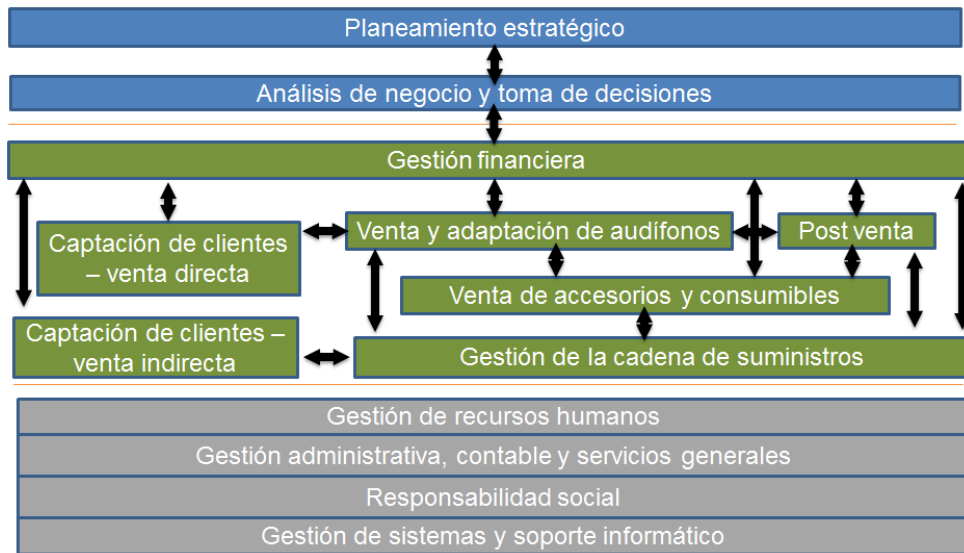 Planeamiento estratégico
Análisis de negocio y toma de decisiones
Gestión financiera
Captación de clientes
– venta directa
Venta y adaptación de audífonos
Post venta
Venta de accesorios y consumibles
Captación de clientes –
venta indirecta
Gestión de la cadena de suministros
Gestión de recursos humanos
Gestión administrativa, contable y servicios generales
Responsabilidad social
Gestión de sistemas y soporte informático